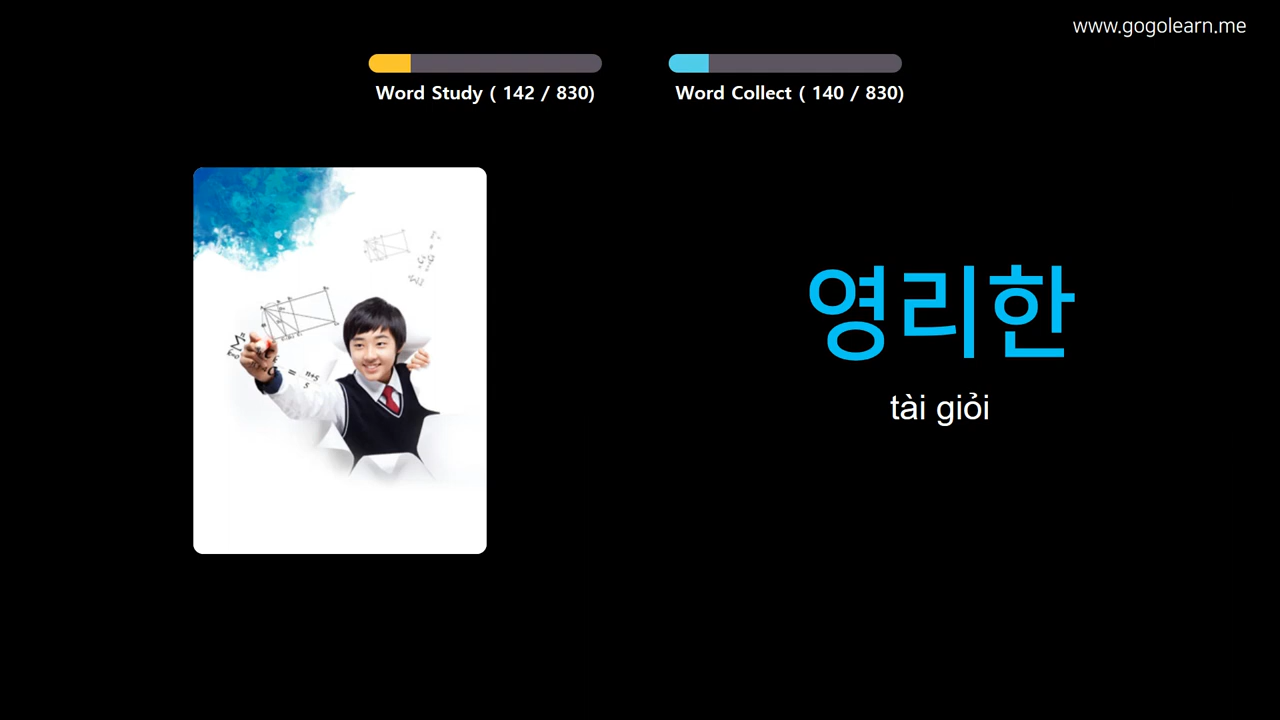 www.gogolearn.me
Word Study ( 142 / 830)
Word Collect ( 140 / 830)
영리한
tài giỏi